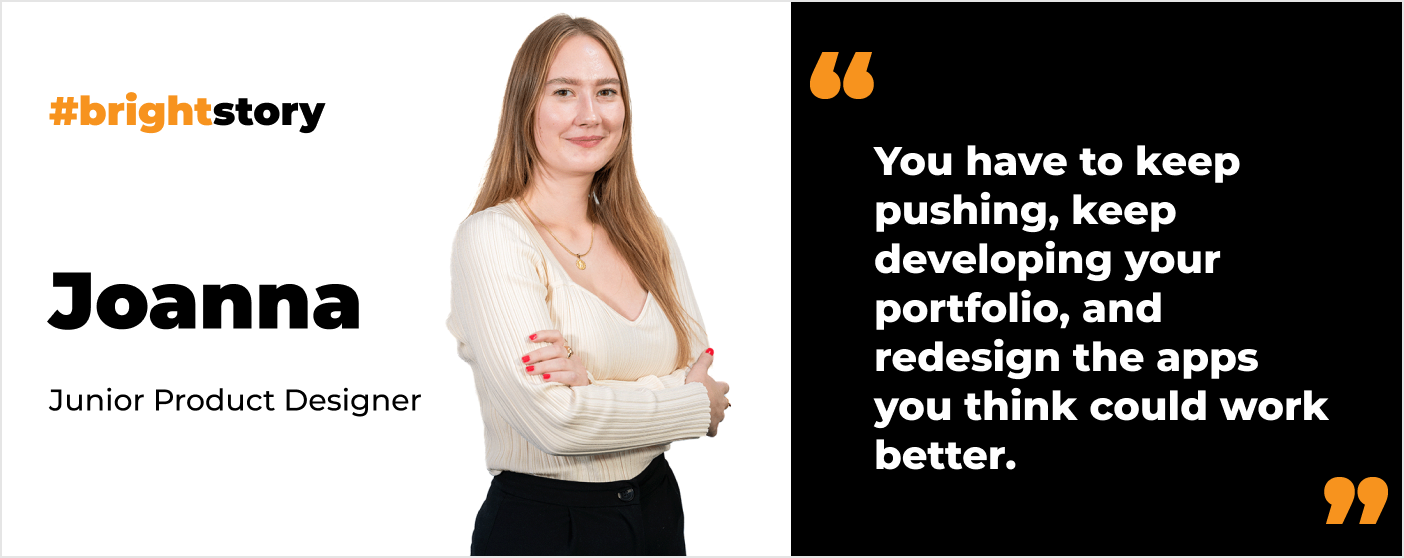 #brightstory
Joanna
Junior Product Designer
“
You have to keep
pushing, keep
developing your
portfolio, and
redesign the apps
you think could work
better.
”